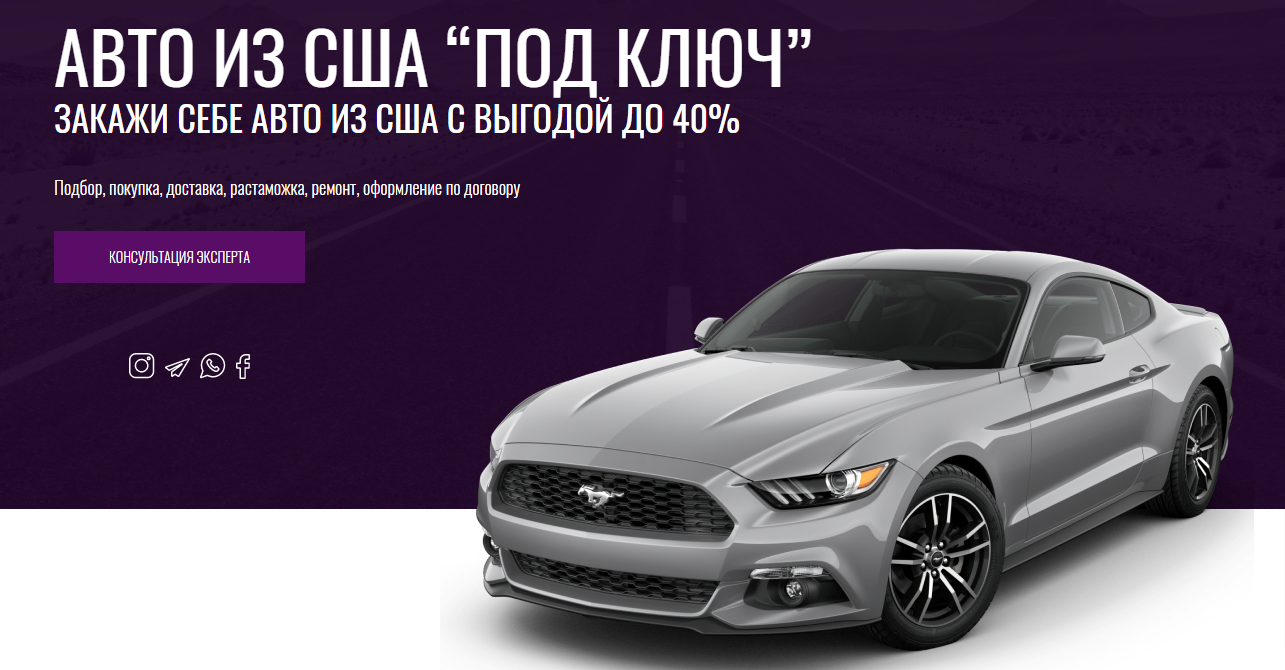 АВТО ИЗ США “ПОД КЛЮЧ”
ЗАКАЖИ СЕБЕ АВТО ИЗ США С ВЫГОДОЙ ДО 40%
Подбор, покупка, доставка, растаможка, ремонт, оформление по договору
КОНСУЛЬТАЦИЯ ЭКСПЕРТА